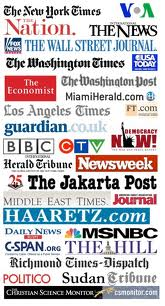 The New York Times
VOA
The Nation.
INTERNATIONAL
THE NEWS
FOX NEWS
THE WALL STREET JOURNAL.
The Washington Times
USA TODAY
The Economist
The Washington Post
MiamiHerald.com
Los Angeles Times
FT.com
guardian.co.uk
BBC
CTV
DEMOCRACY NOW!
INTERNATIONAL
Herald Tribune
Newsweek
The Jakarta Post
MIDDLE EAST TIMES.
Journal
HAARETZ.com
DAILY NEWS
MSNBC
C-SPAN.ORG
THE HILL
Richmond Times-Dispatch
POLITICO
Sudan Tribune
THE CHRISTIAN SCIENCE MONITOR
csmonitor.com